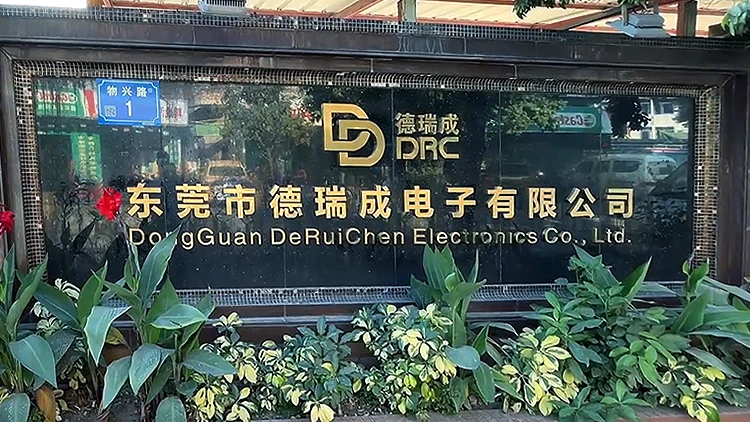 物兴路
1
德瑞成
DRC
东莞市德瑞成电子有限公司
DongGuan DeRuiChen Electronics Co., Ltd.